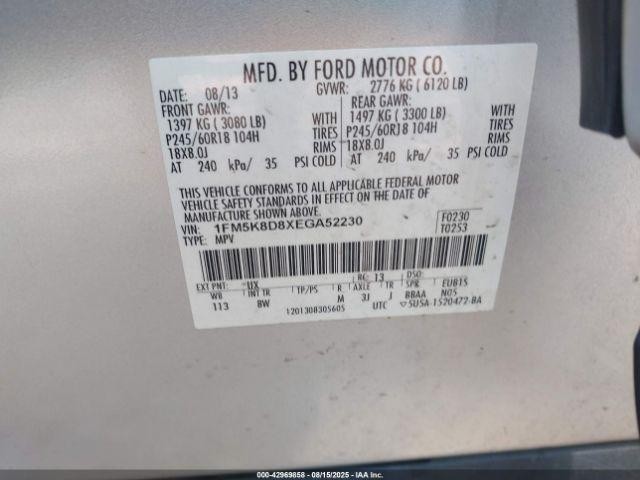 MFD. BY FORD MOTOR CO.
DATE: 08/13 GVWR: 2776 KG ( 6120 LB)
FRONT GAWR: REAR GAWR:
1397 KG ( 3080 LB) WITH 1497 KG ( 3300 LB) WITH
P245/60R18 104H TIRES P245/60R18 104H TIRES
18X8.0J RIMS 18X8.0J RIMS
AT 240 kPa/ 35 PSI COLD AT 240 kPa/ 35 PSI COLD
THIS VEHICLE CONFORMS TO ALL APPLICABLE FEDERAL MOTOR
VEHICLE SAFETY STANDARDS IN EFFECT ON THE DATE OF
MANUFACTURE SHOWN ABOVE.
VIN: 1FM5K8D8XEGA52230 F0230
TYPE: MPV T0253
EXT PNT: UX RC: 13 DSO:
WB INT TR TP/PS R AXLE TR SPR EUB15
113 8W M 3J J BBAA N05
1201308305605 UTC 5U5A-1520472-BA
000-42969858 - 08/15/2025 - IAA Inc.